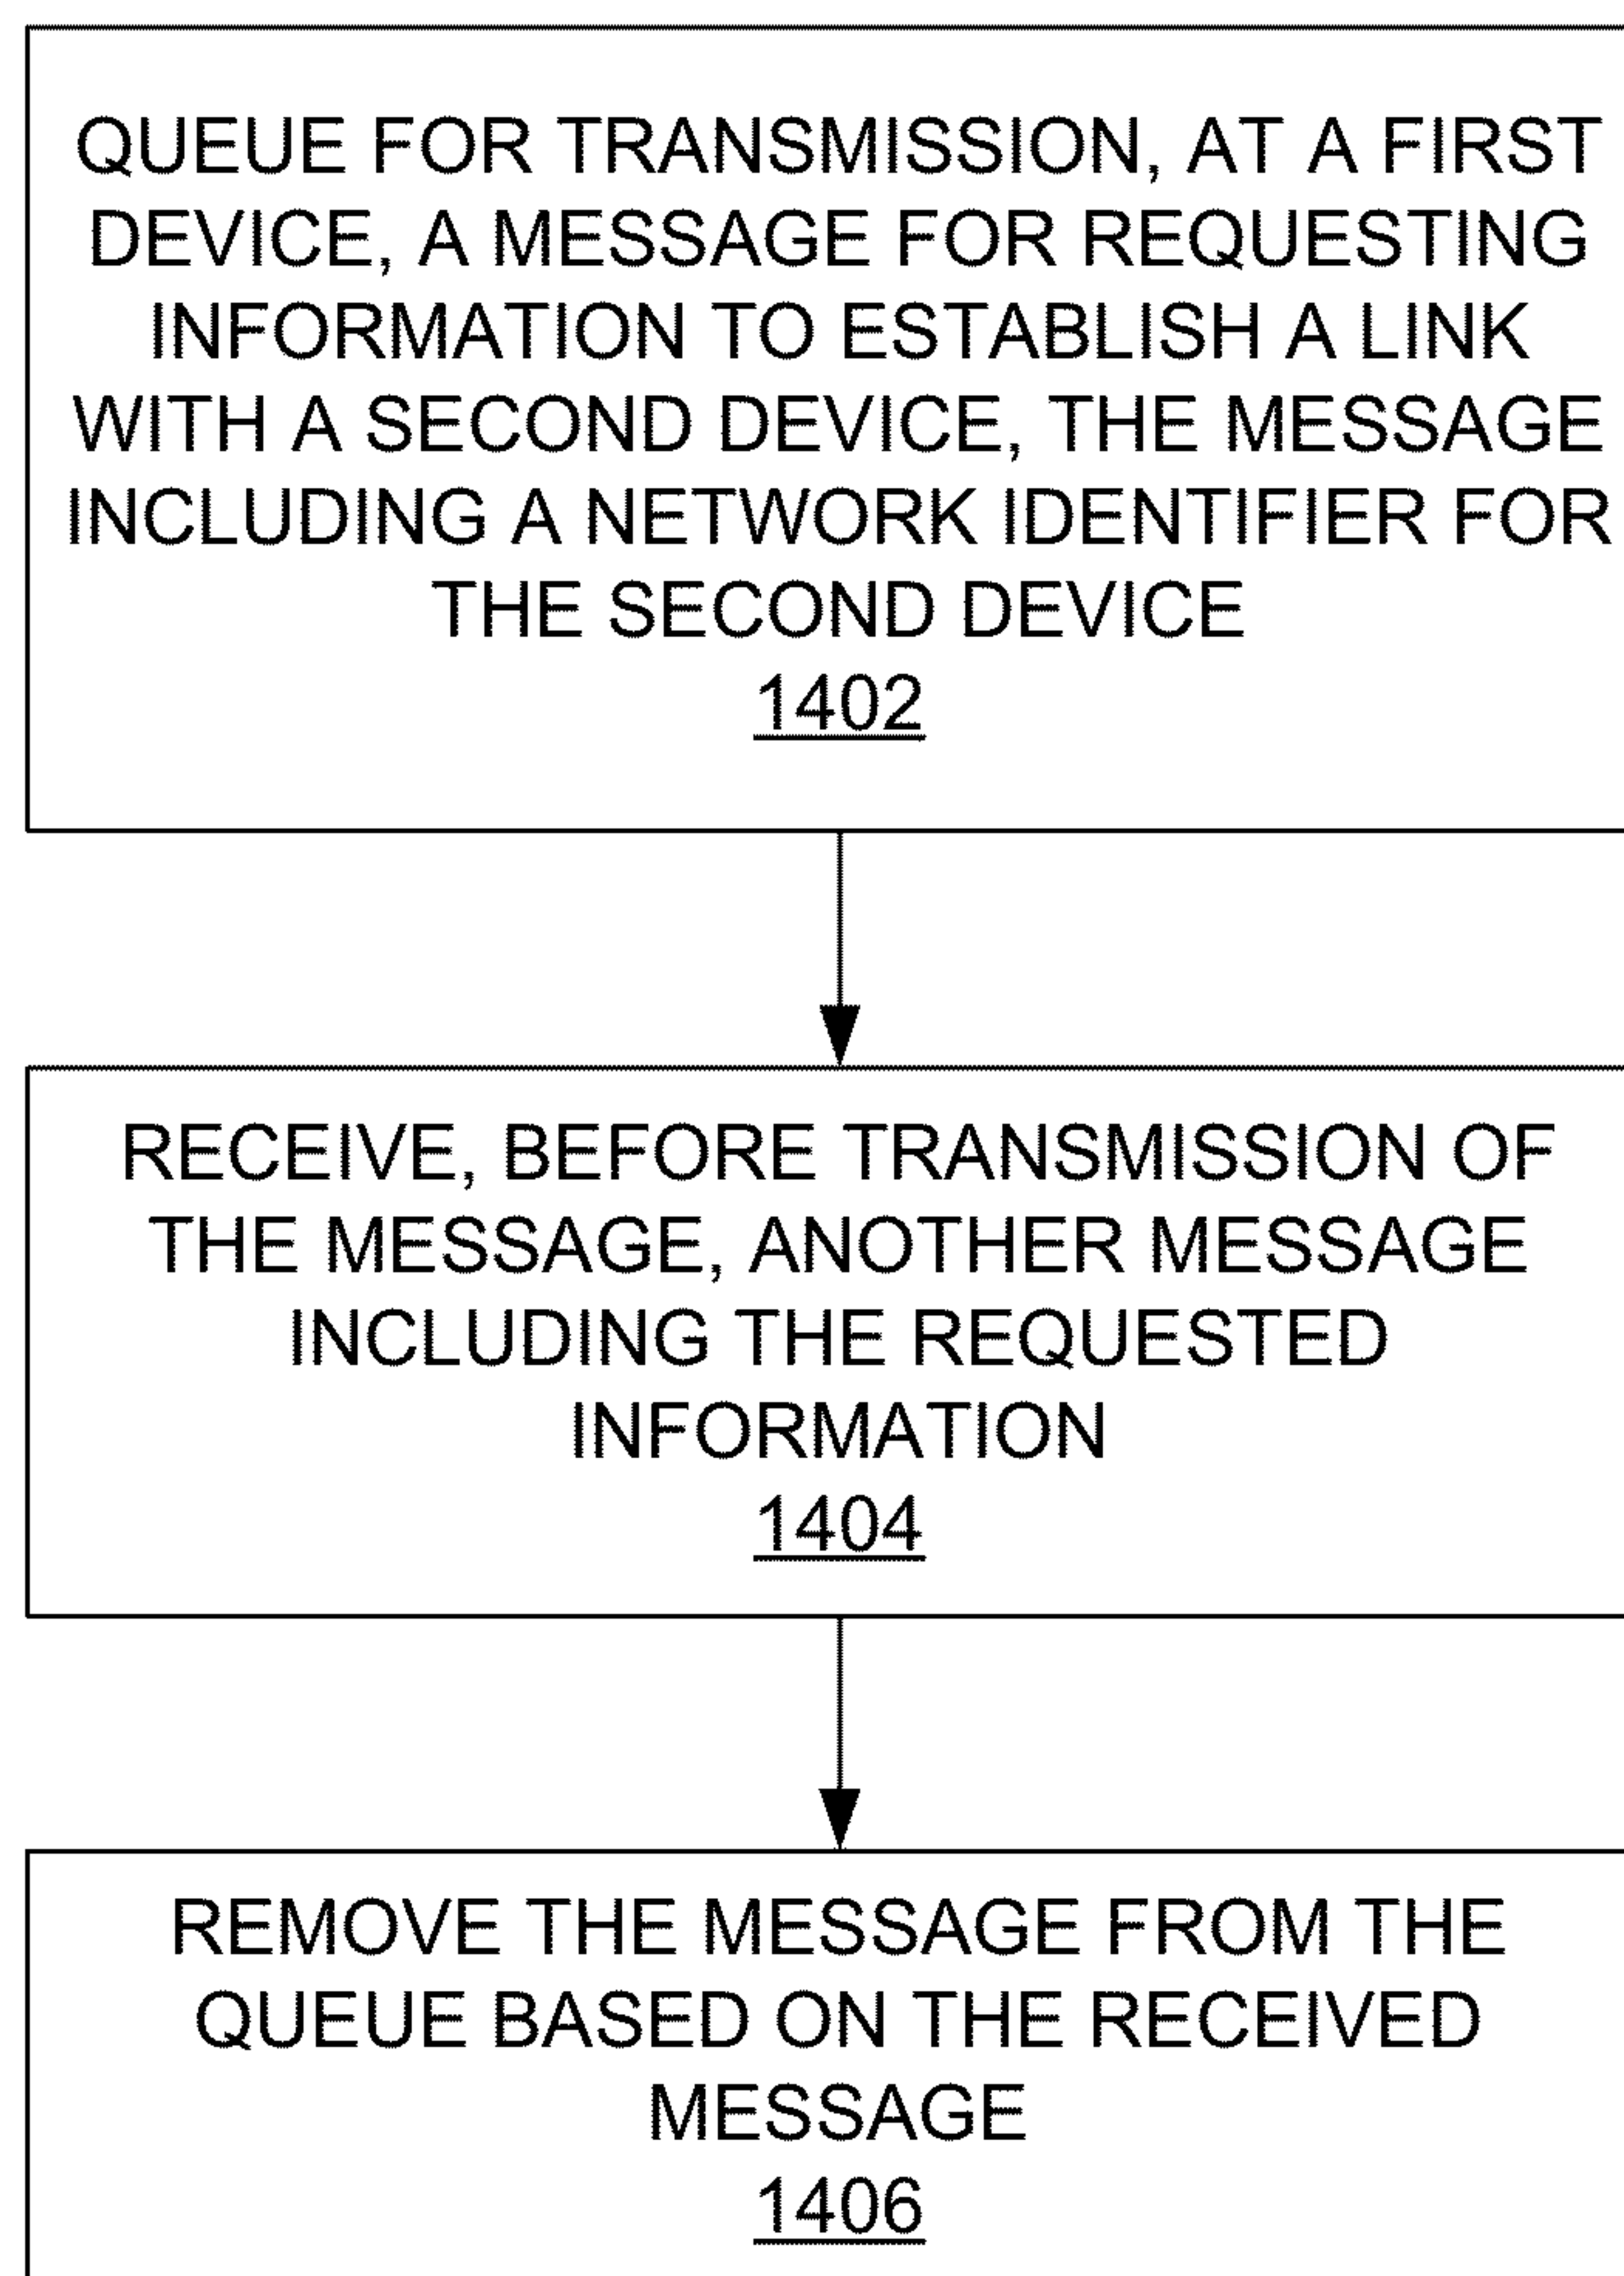 QUEUE FOR TRANSMISSION, AT A FIRST
DEVICE, A MESSAGE FOR REQUESTING
INFORMATION TO ESTABLISH A LINK
WITH A SECOND DEVICE, THE MESSAGE
INCLUDING A NETWORK IDENTIFIER FOR
THE SECOND DEVICE
1402
RECEIVE, BEFORE TRANSMISSION OF
THE MESSAGE, ANOTHER MESSAGE
INCLUDING THE REQUESTED
INFORMATION
1404
REMOVE THE MESSAGE FROM THE
QUEUE BASED ON THE RECEIVED
MESSAGE
1406